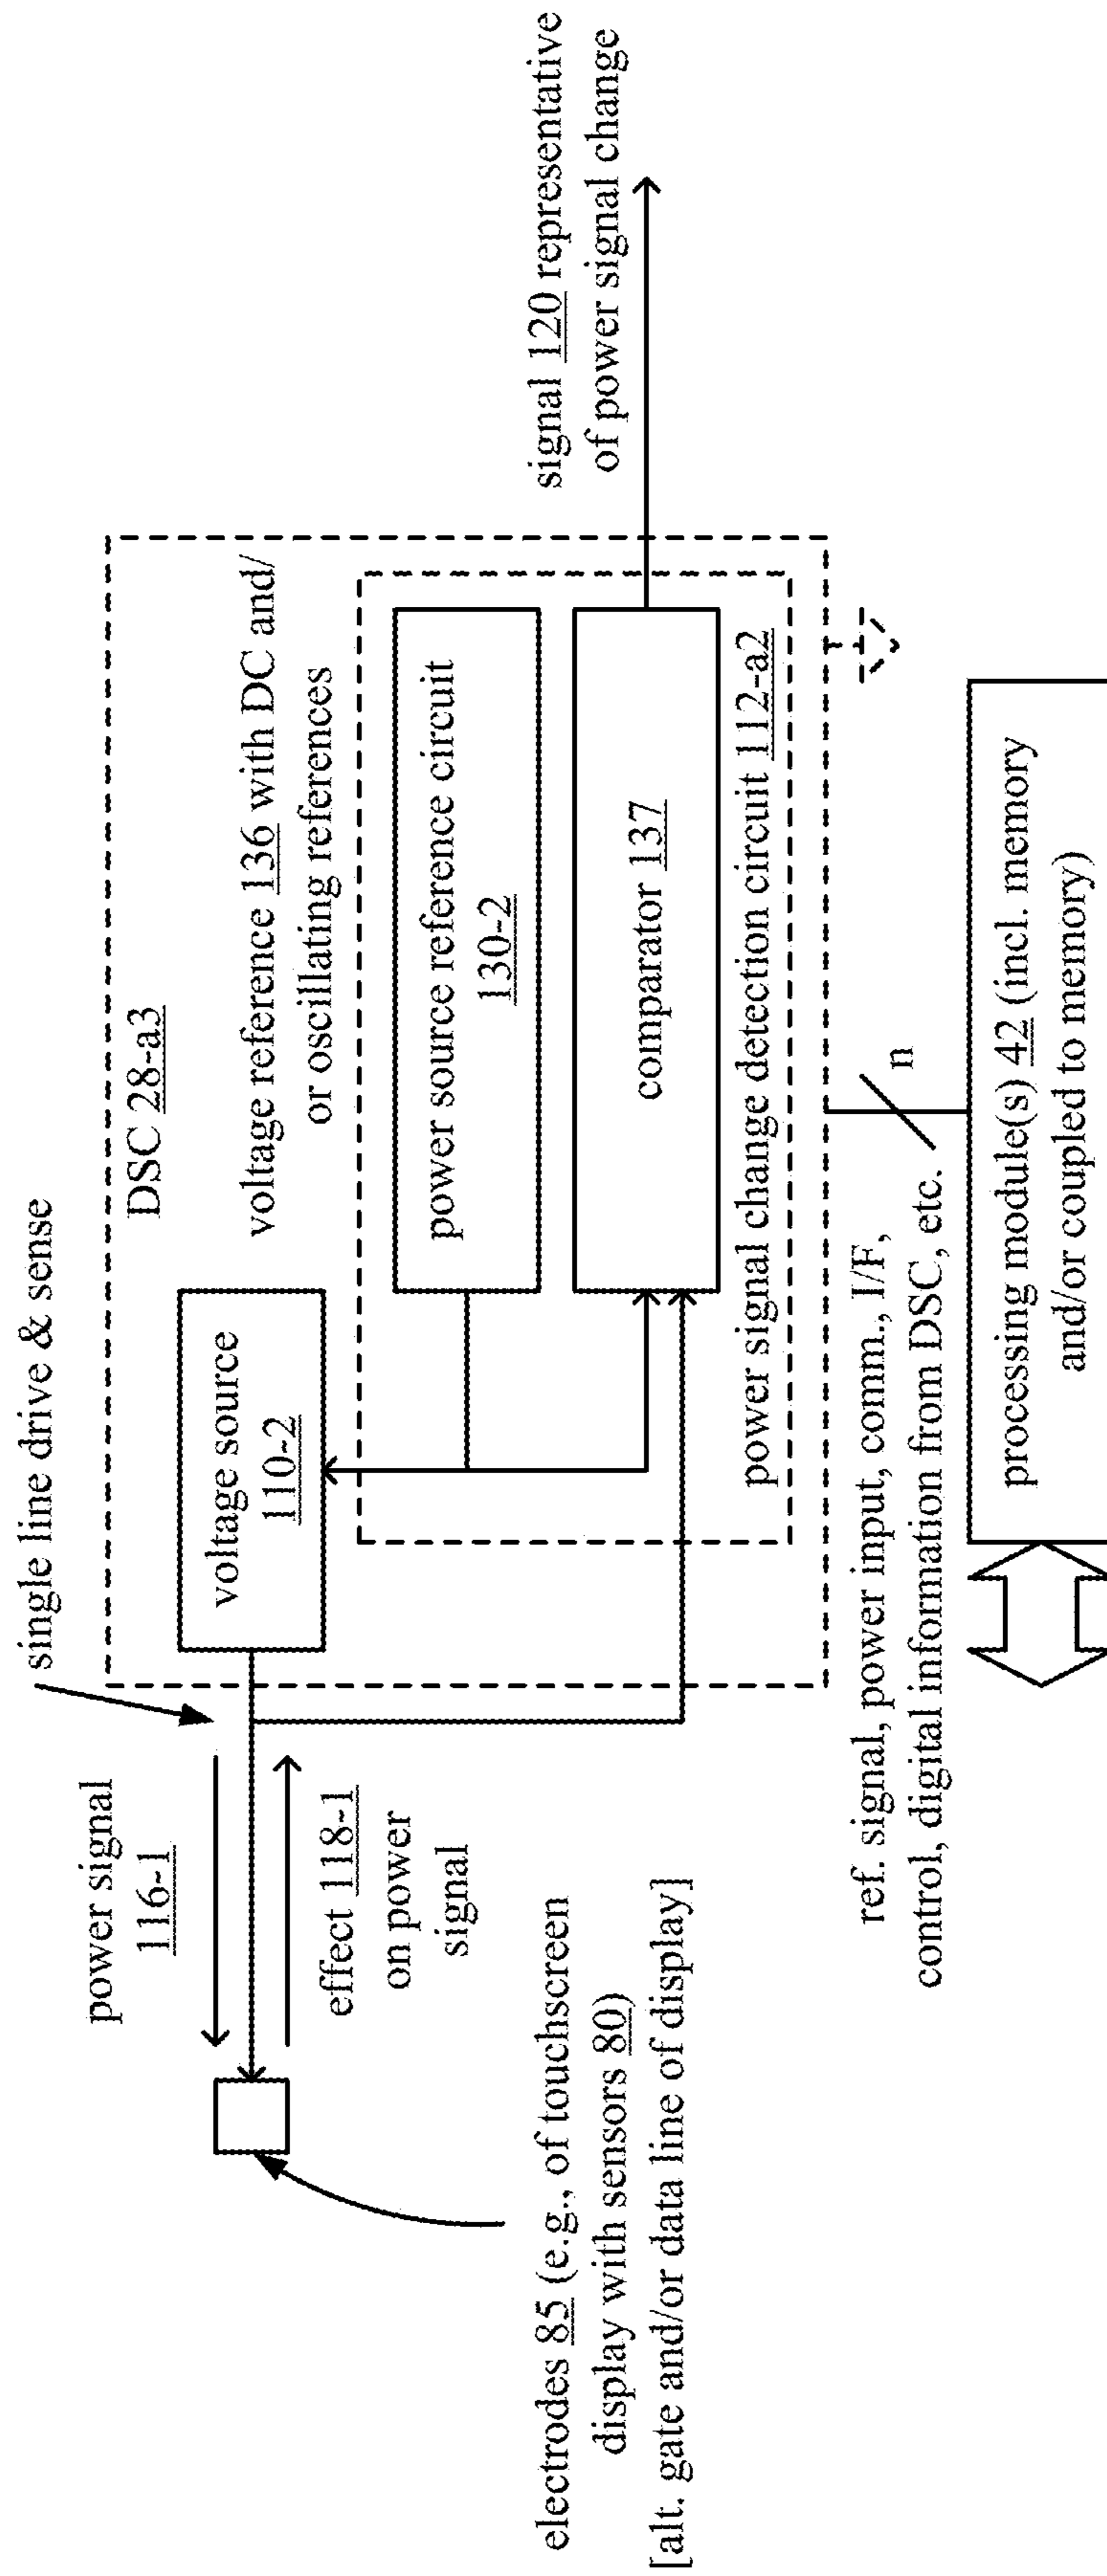 single line drive & sense
DSC 28-a3
voltage source
110-2
voltage reference 136 with DC and/
or oscillating references
power source reference circuit
130-2
comparator 137
power signal change detection circuit 112-a2
signal 120 representative
of power signal change
power signal
116-1
effect 118-1
on power
signal
electrodes 85 (e.g., of touchscreen
display with sensors 80)
[alt. gate and/or data line of display]
ref. signal, power input, comm., I/F,
control, digital information from DSC, etc.
n
processing module(s) 42 (incl. memory
and/or coupled to memory)